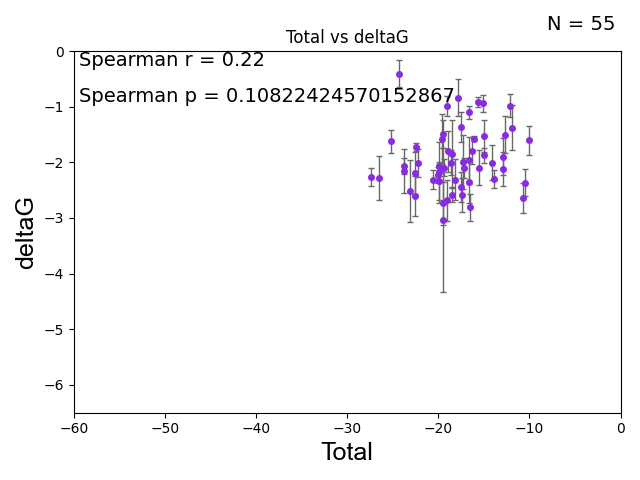 N = 55
Total vs deltaG
Spearman r = 0.22
Spearman p = 0.10822424570152867
0
−1
−2
−3
−4
−5
−6
deltaG
−60
−50
−40
−30
−20
−10
0
Total